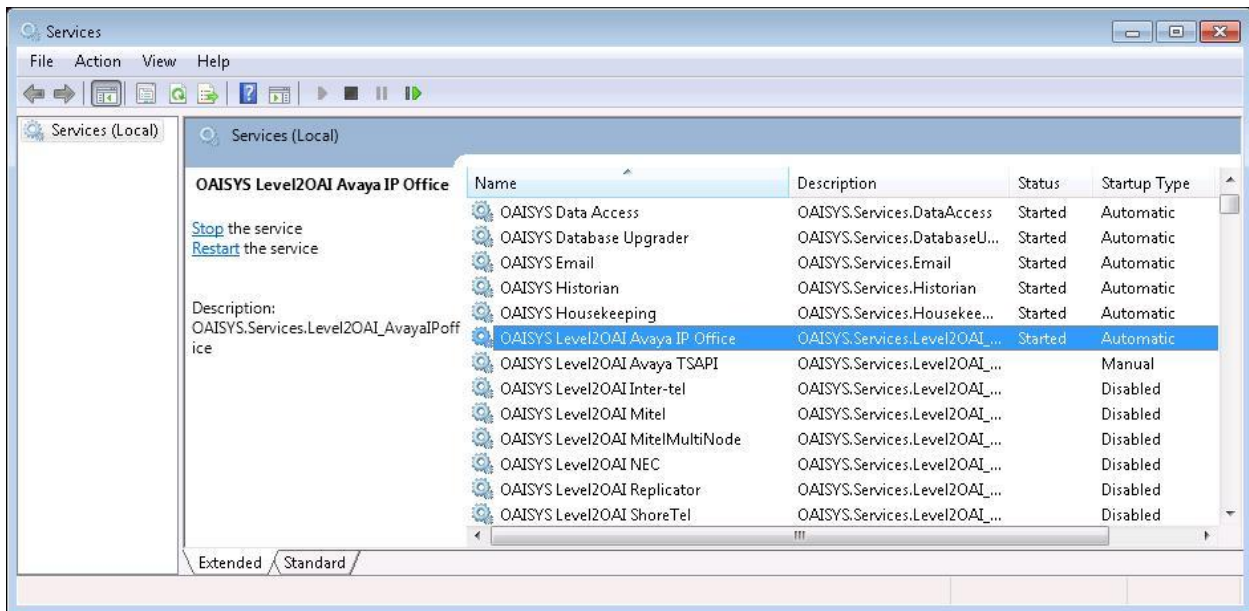 Services
File Action View Help
Services (Local)
Services (Local)
OAISYS Level2OAI Avaya IP Office
Stop the service
Restart the service
Description:
OAISYS.Services.Level2OAI_AvayaIPoff
ice
Name Description Status Startup Type
OAISYS Data Access OAISYS.Services.DataAccess Started Automatic
OAISYS Database Upgrader OAISYS.Services.DatabaseU... Started Automatic
OAISYS Email OAISYS.Services.Email Started Automatic
OAISYS Historian OAISYS.Services.Historian Started Automatic
OAISYS Housekeeping OAISYS.Services.Housekee... Started Automatic
OAISYS Level2OAI Avaya IP Office OAISYS.Services.Level2OAI_... Started Automatic
OAISYS Level2OAI Avaya TSAPI OAISYS.Services.Level2OAI_... Manual
OAISYS Level2OAI Inter-tel OAISYS.Services.Level2OAI_... Disabled
OAISYS Level2OAI Mitel OAISYS.Services.Level2OAI_... Disabled
OAISYS Level2OAI MitelMultiNode OAISYS.Services.Level2OAI_... Disabled
OAISYS Level2OAI NEC OAISYS.Services.Level2OAI_... Disabled
OAISYS Level2OAI Replicator OAISYS.Services.Level2OAI_... Disabled
OAISYS Level2OAI ShoreTel OAISYS.Services.Level2OAI_... Disabled
Extended Standard